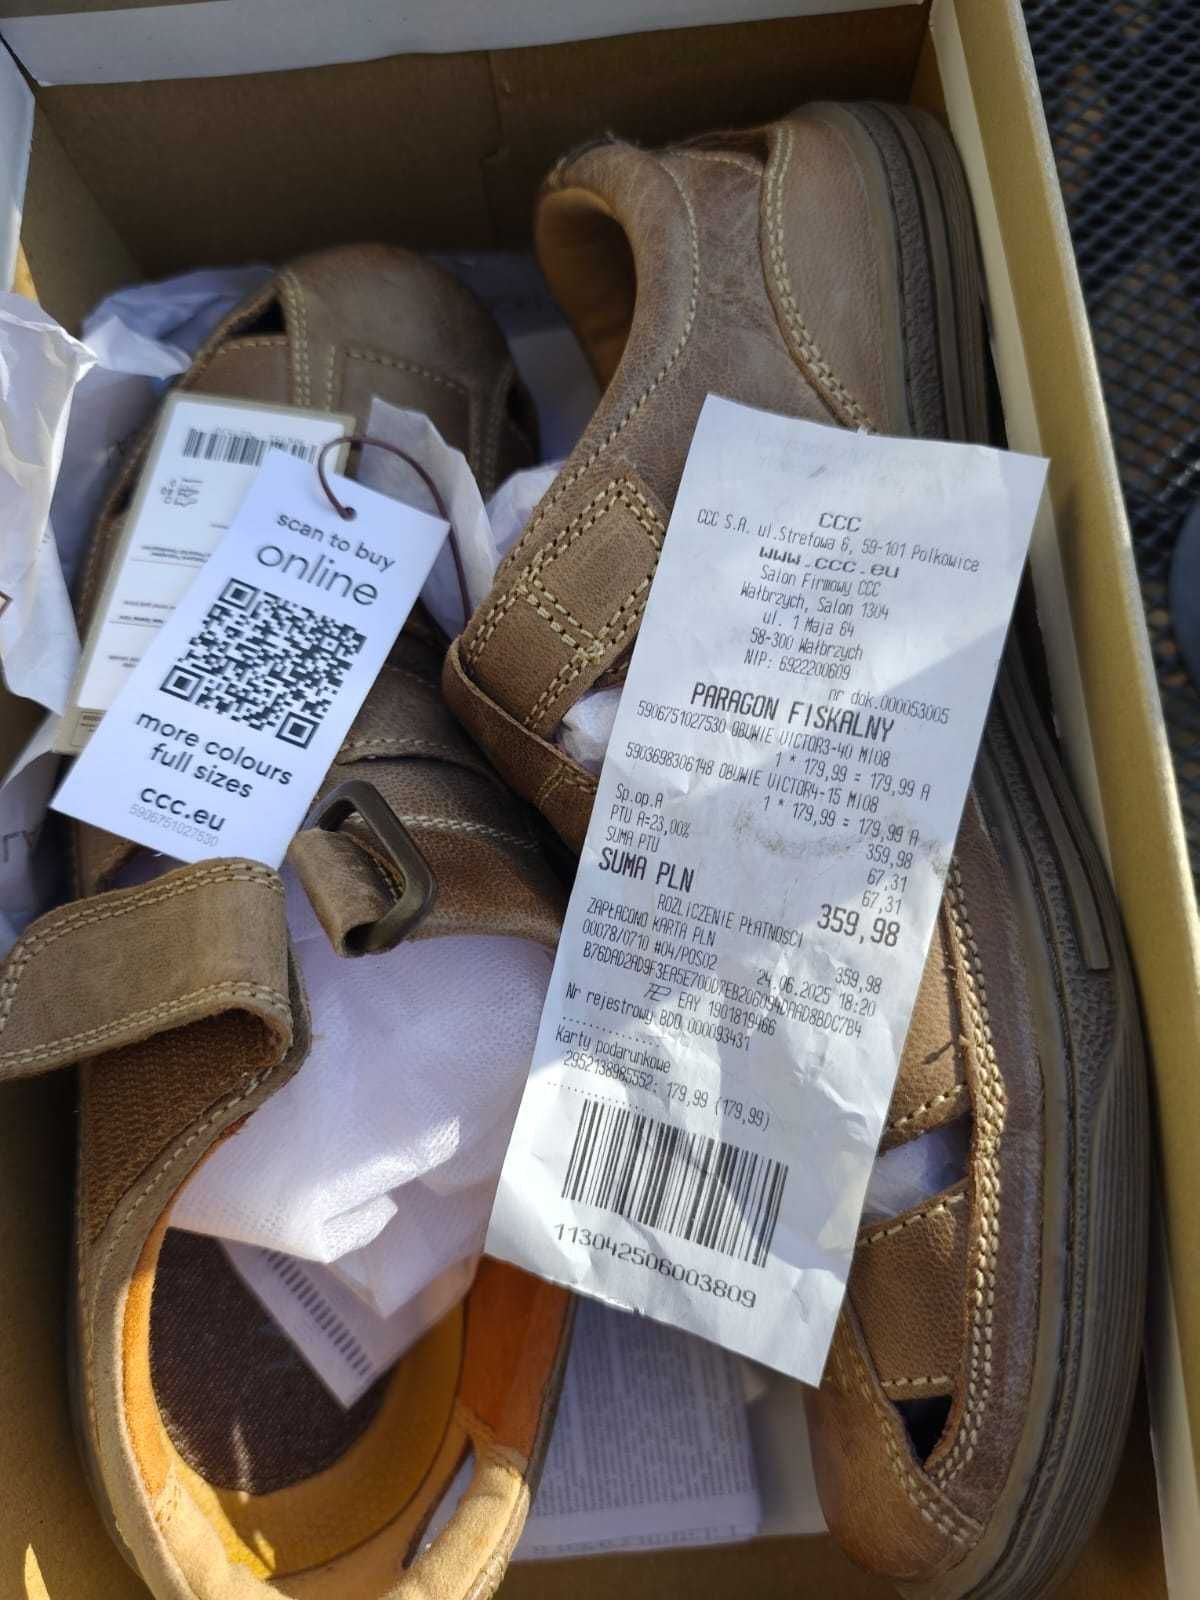 scan to buy
online
more colours
full sizes
ccc.eu
5906751027530
CCC
CCC S.A. ul.Strefowa 6, 59-101 Polkowice
www.ccc.eu
Salon Firmowy CCC
Wałbrzych, Salon 1304
ul. 1 Maja 64
58-300 Wałbrzych
NIP: 6922200609
nr dok.000053005
PARAGON FISKALNY
5906751027530 OBUWIE VICTOR3-40 MI08
1 * 179,99 = 179,99 A
5903698306148 OBUWIE VICTOR4-15 MI08
1 * 179,99 = 179,99 A
Sp.op.A 359,98
PTU A=23,00% 67,31
SUMA PTU 67,31
SUMA PLN 359,98
ROZLICZENIE PŁATNOŚCI
ZAPŁACONO KARTA PLN 359,98
00078/0710 #04/POS02 24.06.2025 18:20
EAY 1901819466
Nr rejestrowy BDO 000093431
Karty podarunkowe
2952138985552: 179,99 (179,99)
113042506003809